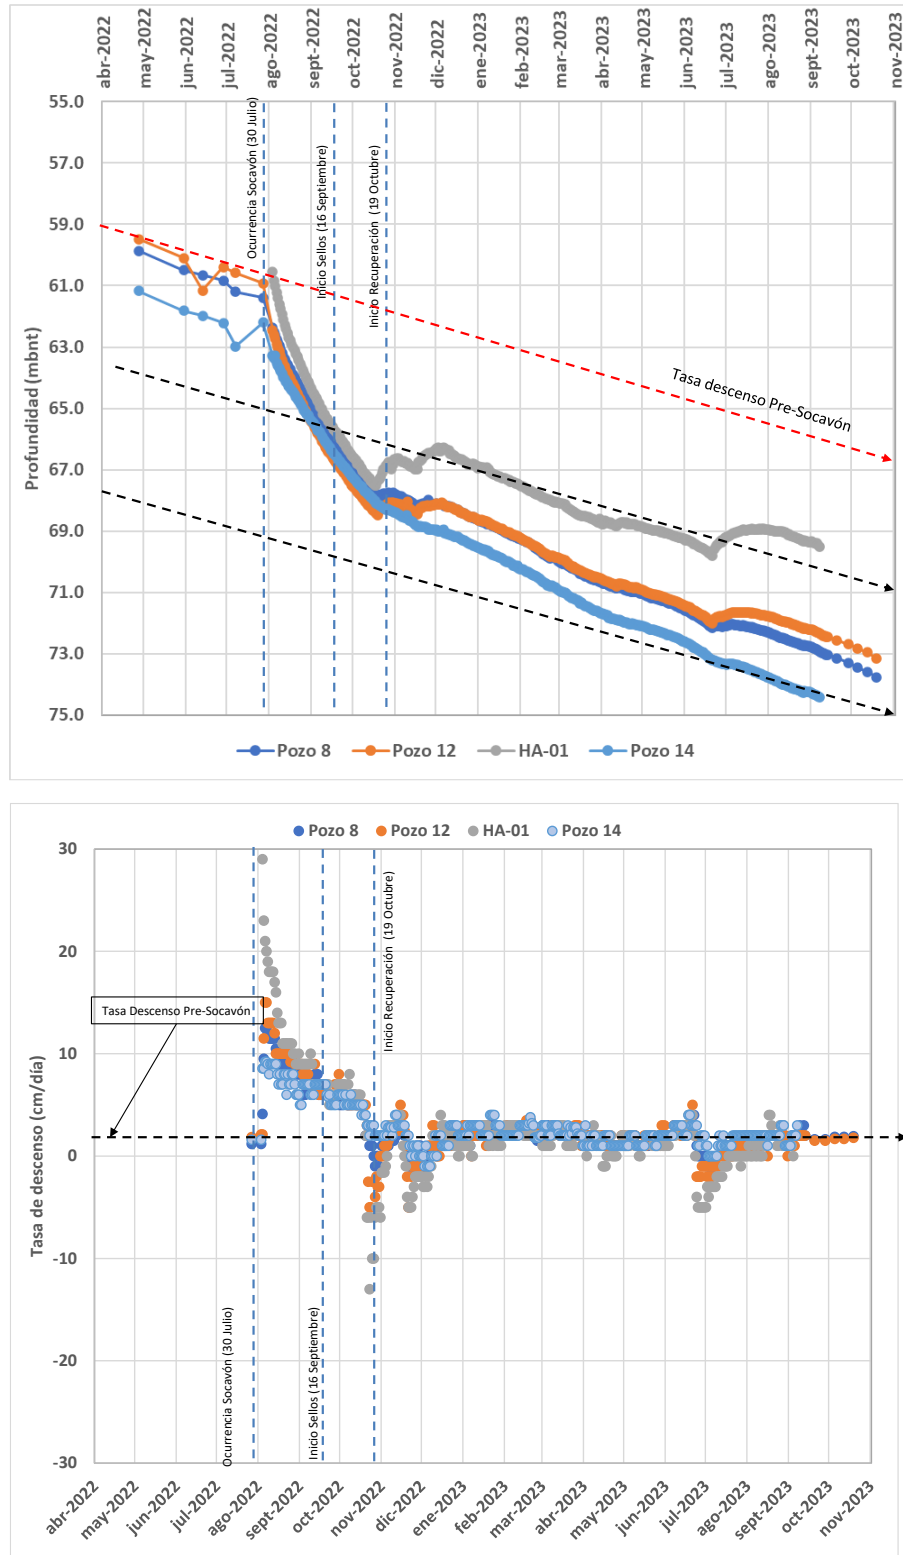 abr-2022
may-2022
jun-2022
jul-2022
ago-2022
sept-2022
oct-2022
nov-2022
dic-2022
ene-2023
feb-2023
mar-2023
abr-2023
may-2023
jun-2023
jul-2023
ago-2023
sept-2023
oct-2023
nov-2023
Profundidad (mbnt)
55.0
57.0
59.0
61.0
63.0
65.0
67.0
69.0
71.0
73.0
75.0
Ocurrencia Socavón (30 Julio)
Inicio Sellos (16 Septiembre)
Inicio Recuperación (19 Octubre)
Tasa descenso Pre-Socavón
Pozo 8
Pozo 12
HA-01
Pozo 14
Pozo 8
Pozo 12
HA-01
Pozo 14
Tasa de descenso (cm/día)
30
20
10
0
-10
-20
-30
Tasa Descenso Pre-Socavón
Ocurrencia Socavón (30 Julio)
Inicio Sellos (16 Septiembre)
Inicio Recuperación (19 Octubre)
abr-2022
may-2022
jun-2022
jul-2022
ago-2022
sept-2022
oct-2022
nov-2022
dic-2022
ene-2023
feb-2023
mar-2023
abr-2023
may-2023
jun-2023
jul-2023
ago-2023
sept-2023
oct-2023
nov-2023